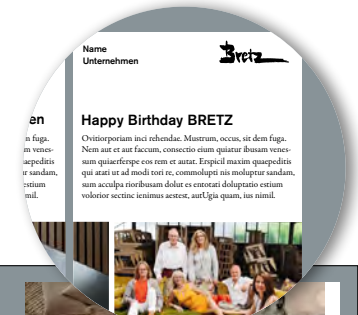 Name
Unternehmen
Bretz
en
Happy Birthday BRETZ
n fuga.
m venes-
uaepeditis
ur sandam,
estium
mil.
Ovitiorporiam inci rehendae. Mustrum, occus, sit dem fuga.
Nem aut et aut faccum, consectio eium quiatur ibusam venes-
sum quiaerferspe eos rem et autat. Erspicil maxim quaepeditis
qui atati ut ad modi tori re, commolupti nis moluptur sandam,
sum acculpa rioribusam dolut es entotati doluptatio estium
volorior sectinc ienimus aestest, autUgia quam, ius nimil.